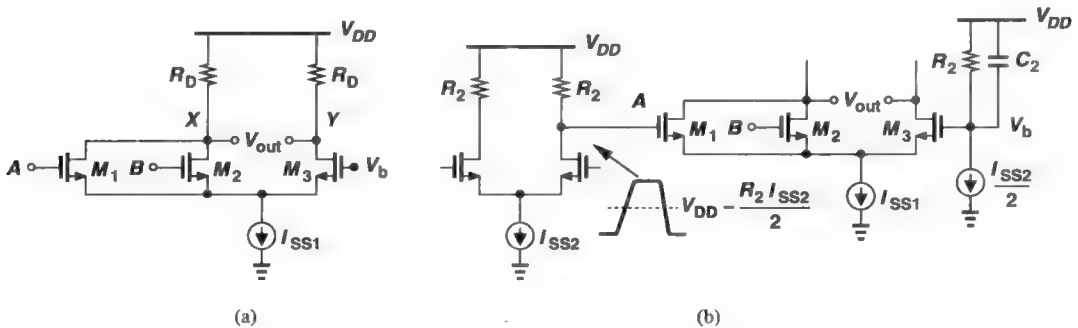 V_DD
R_D
R_D
X
Y
V_out
A
M_1
B
M_2
M_3
V_b
I_SS1
(a)
V_DD
R_2
R_2
A
I_SS2
V_DD − R_2 I_SS2 / 2
V_DD
R_2
C_2
V_out
M_1
B
M_2
M_3
V_b
I_SS1
I_SS2 / 2
(b)